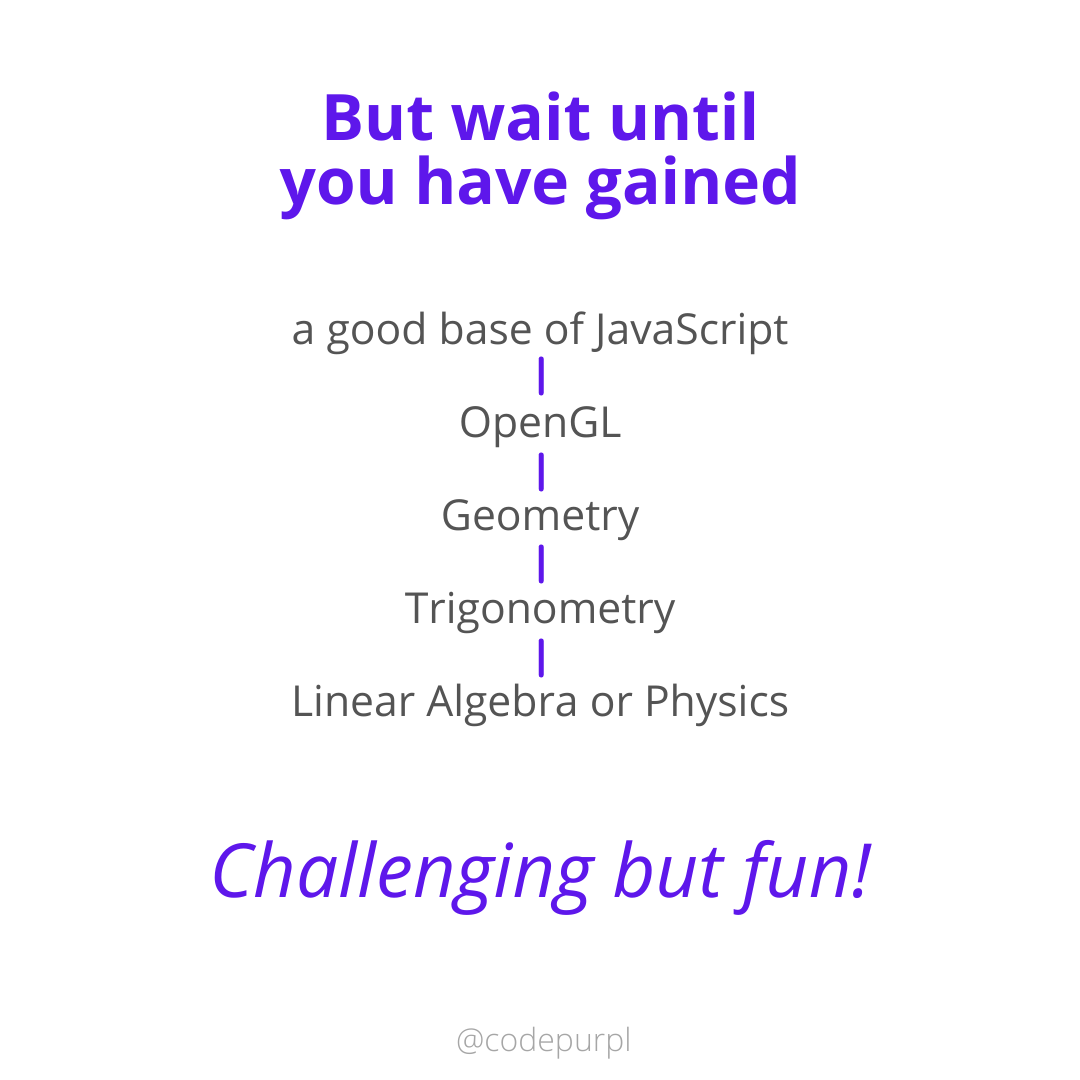 But wait until
you have gained
a good base of JavaScript
OpenGL
Geometry
Trigonometry
Linear Algebra or Physics
Challenging but fun!
@codepurpl